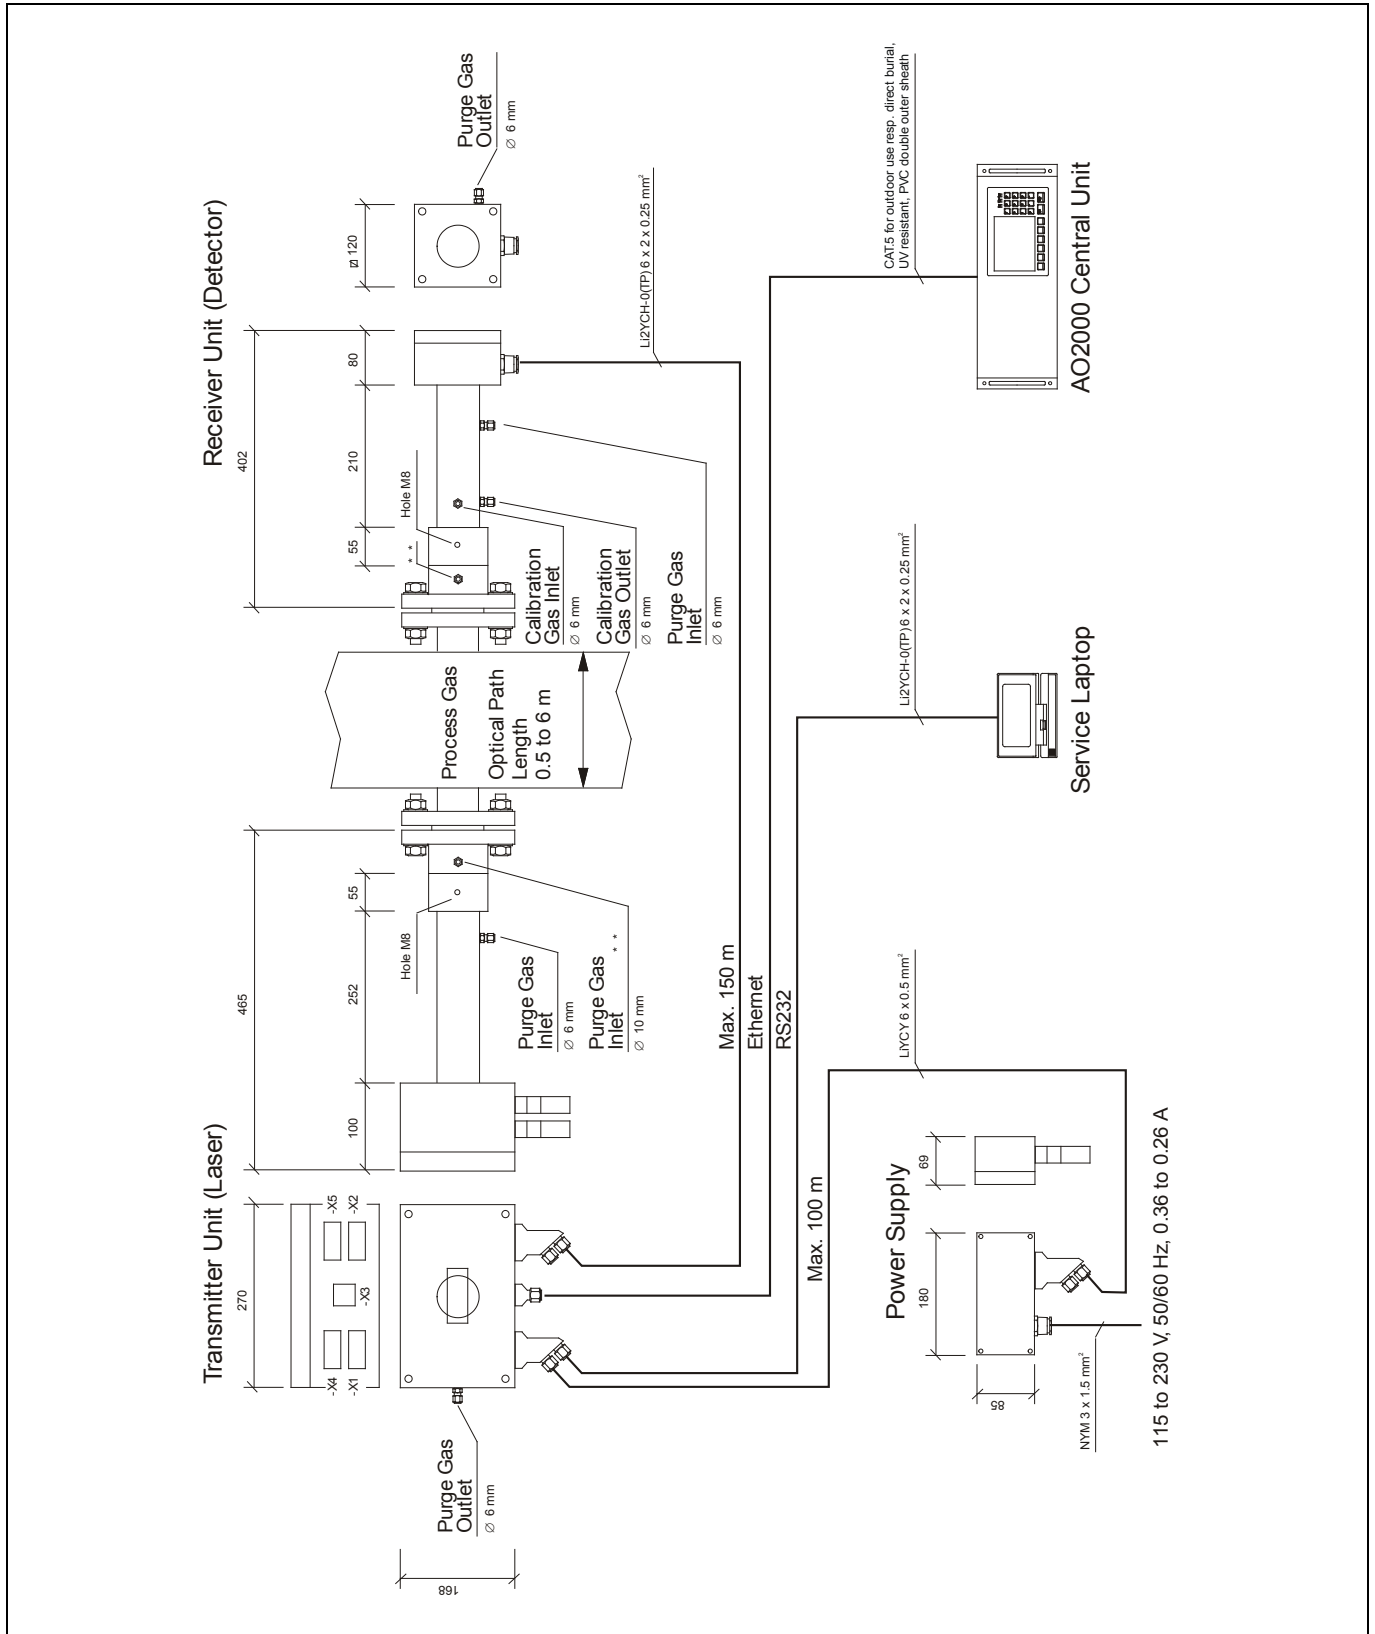 Transmitter Unit (Laser)
270
-X4
-X1
-X3
-X5
-X2
465
100
252
55
Hole M8
168
Purge Gas
Outlet
∅ 6 mm
Purge Gas
Inlet
∅ 6 mm
Purge Gas
Inlet * *
∅ 10 mm
Process Gas
Optical Path
Length
0.5 to 6 m
Receiver Unit (Detector)
402
55
210
80
* *
Hole M8
120
Purge Gas
Outlet
∅ 6 mm
Calibration
Gas Inlet
∅ 6 mm
Calibration
Gas Outlet
∅ 6 mm
Purge Gas
Inlet
∅ 6 mm
Max. 150 m
Li2YCH-0(TP) 6 x 2 x 0.25 mm²
Ethernet
CAT.5 for outdoor use resp. direct burial,
UV resistant, PVC double outer sheath
RS232
Li2YCH-0(TP) 6 x 2 x 0.25 mm²
Max. 100 m
LiYCY 6 x 0.5 mm²
Power Supply
180
69
85
NYM 3 x 1.5 mm²
115 to 230 V, 50/60 Hz, 0.36 to 0.26 A
Service Laptop
AO2000 Central Unit